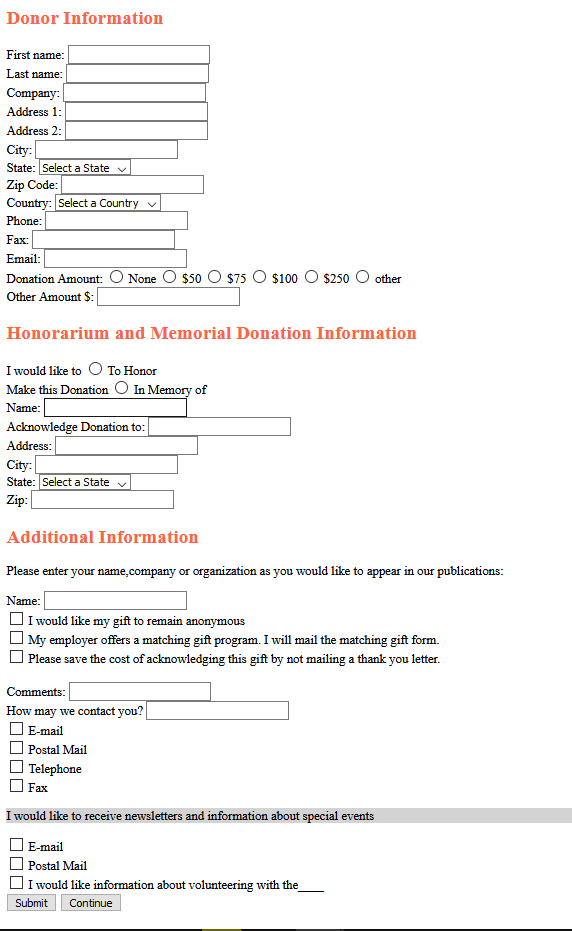 Donor Information
First name:
Last name:
Company:
Address 1:
Address 2:
City:
State: Select a State
Zip Code:
Country: Select a Country
Phone:
Fax:
Email:
Donation Amount: None $50 $75 $100 $250 other
Other Amount $:
Honorarium and Memorial Donation Information
I would like to To Honor
Make this Donation In Memory of
Name:
Acknowledge Donation to:
Address:
City:
State: Select a State
Zip:
Additional Information
Please enter your name,company or organization as you would like to appear in our publications:
Name:
I would like my gift to remain anonymous
My employer offers a matching gift program. I will mail the matching gift form.
Please save the cost of acknowledging this gift by not mailing a thank you letter.
Comments:
How may we contact you?
E-mail
Postal Mail
Telephone
Fax
I would like to receive newsletters and information about special events
E-mail
Postal Mail
I would like information about volunteering with the____
Submit Continue